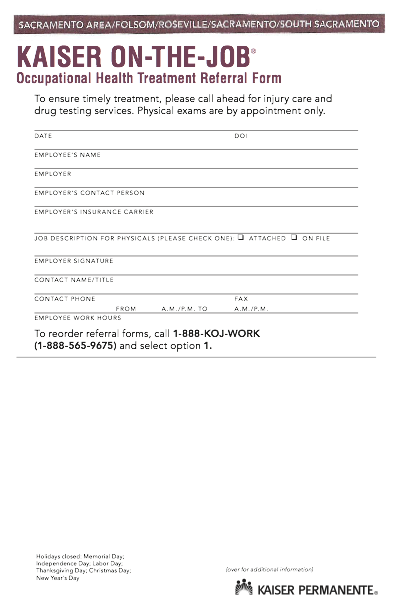 SACRAMENTO AREA/FOLSOM/ROSEVILLE/SACRAMENTO/SOUTH SACRAMENTO
KAISER ON-THE-JOB®
Occupational Health Treatment Referral Form
To ensure timely treatment, please call ahead for injury care and
drug testing services. Physical exams are by appointment only.
DATE DOI
EMPLOYEE'S NAME
EMPLOYER
EMPLOYER'S CONTACT PERSON
EMPLOYER'S INSURANCE CARRIER
JOB DESCRIPTION FOR PHYSICALS (PLEASE CHECK ONE): ❑ ATTACHED ❑ ON FILE
EMPLOYER SIGNATURE
CONTACT NAME/TITLE
CONTACT PHONE FAX
FROM A.M./P.M. TO A.M./P.M.
EMPLOYEE WORK HOURS
To reorder referral forms, call 1-888-KOJ-WORK
(1-888-565-9675) and select option 1.
Holidays closed: Memorial Day;
Independence Day; Labor Day;
Thanksgiving Day; Christmas Day;
New Year's Day
(over for additional information)
KAISER PERMANENTE®